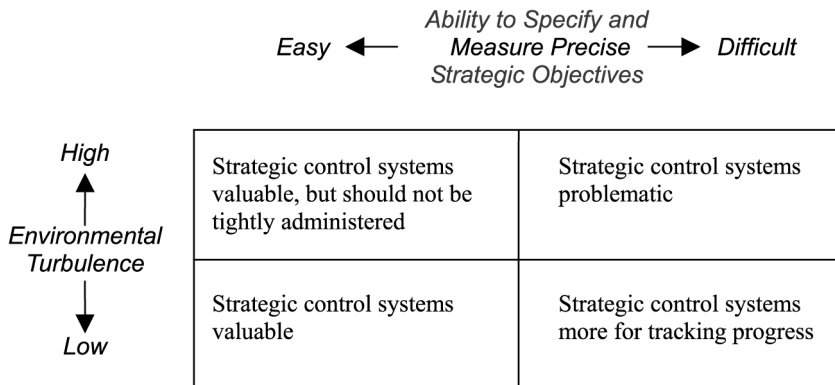 Ability to Specify and
Easy Measure Precise Difficult
Strategic Objectives
High
Strategic control systems
valuable, but should not be
tightly administered
Strategic control systems
problematic
Environmental
Turbulence
Strategic control systems
valuable
Strategic control systems
more for tracking progress
Low